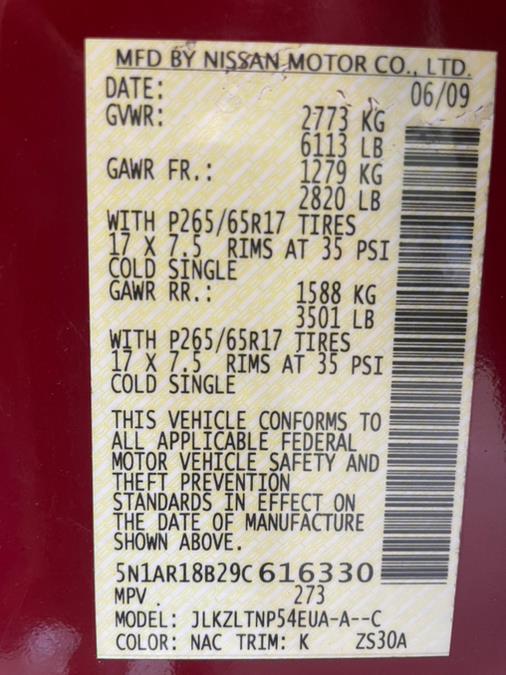 MFD BY NISSAN MOTOR CO., LTD.
DATE: 06/09
GVWR: 2773 KG
6113 LB
GAWR FR.: 1279 KG
2820 LB
WITH P265/65R17 TIRES
17 X 7.5 RIMS AT 35 PSI
COLD SINGLE
GAWR RR.: 1588 KG
3501 LB
WITH P265/65R17 TIRES
17 X 7.5 RIMS AT 35 PSI
COLD SINGLE
THIS VEHICLE CONFORMS TO
ALL APPLICABLE FEDERAL
MOTOR VEHICLE SAFETY AND
THEFT PREVENTION
STANDARDS IN EFFECT ON
THE DATE OF MANUFACTURE
SHOWN ABOVE.
5N1AR18B29C 616330
MPV 273
MODEL: JLKZLTNP54EUA-A--C
COLOR: NAC TRIM: K ZS30A